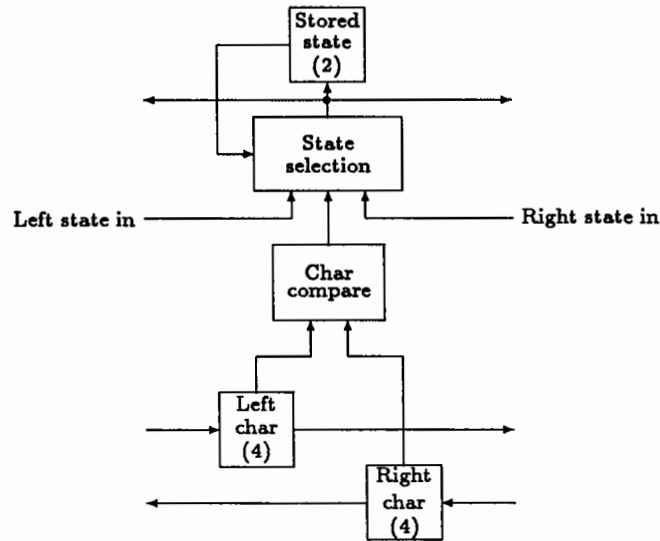 Stored
state
(2)
State
selection
Left state in
Right state in
Char
compare
Left
char
(4)
Right
char
(4)